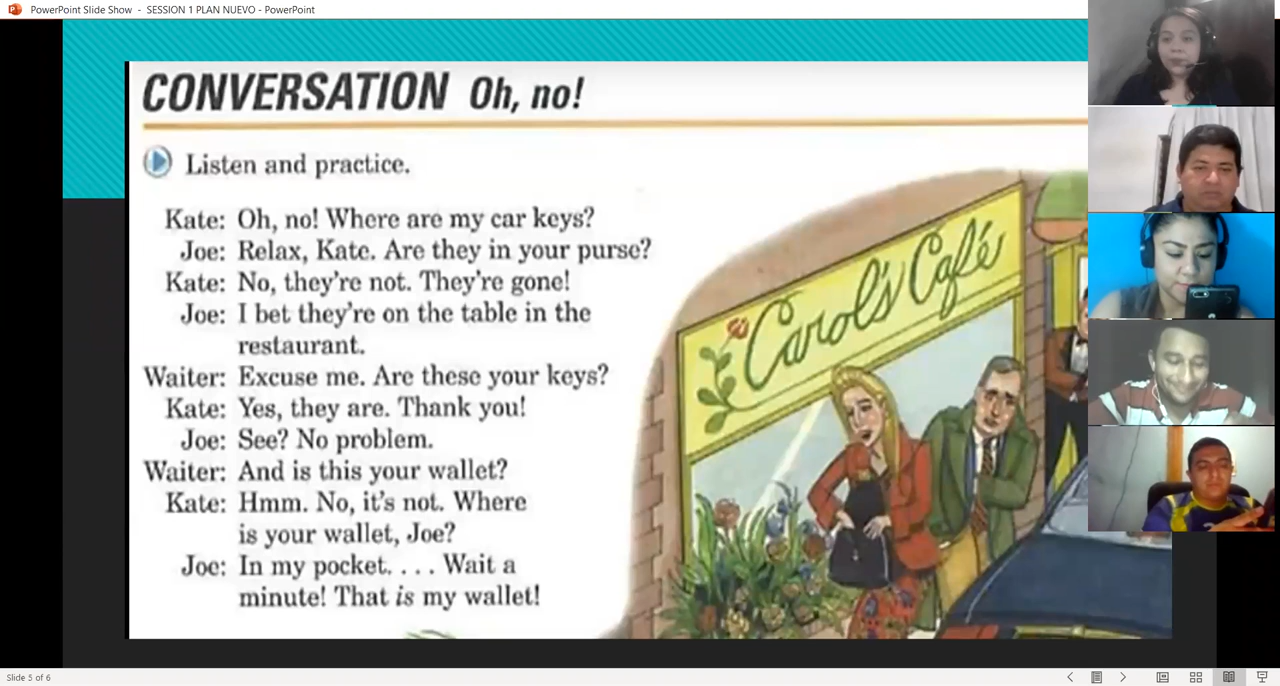 PowerPoint Slide Show - SESSION 1 PLAN NUEVO - PowerPoint
CONVERSATION Oh, no!
Listen and practice.
Kate: Oh, no! Where are my car keys?
Joe: Relax, Kate. Are they in your purse?
Kate: No, they're not. They're gone!
Joe: I bet they're on the table in the
restaurant.
Waiter: Excuse me. Are these your keys?
Kate: Yes, they are. Thank you!
Joe: See? No problem.
Waiter: And is this your wallet?
Kate: Hmm. No, it's not. Where
is your wallet, Joe?
Joe: In my pocket. . . . Wait a
minute! That is my wallet!
Carol's Café
Slide 5 of 6